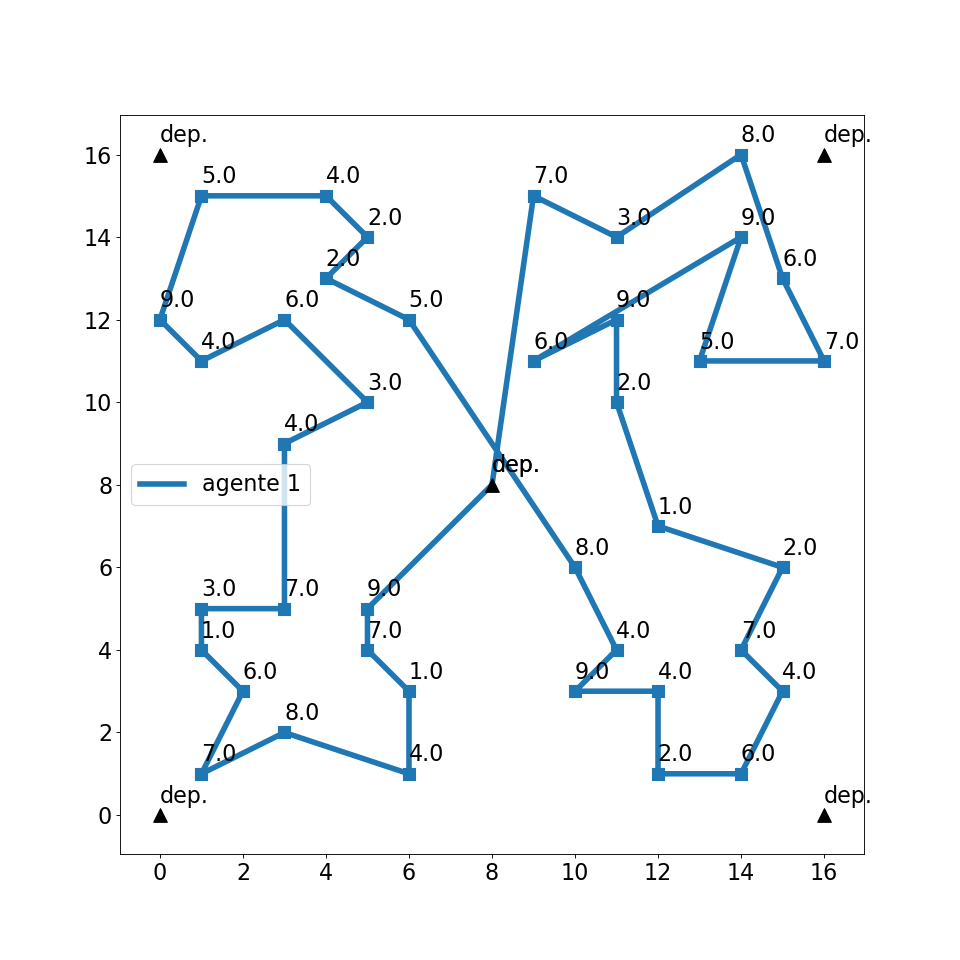 dep. 8.0 dep.
16
5.0 4.0 7.0
2.0 3.0 9.0
14
2.0 6.0
9.0 6.0 5.0 9.0
12
4.0 6.0 5.0 7.0
3.0 2.0
10
4.0
dep. dep.
8
agente 1
1.0
8.0 2.0
6
3.0 7.0 9.0
1.0 7.0 4.0 7.0
4
6.0 1.0 9.0 4.0 4.0
8.0
2
7.0 4.0 2.0 6.0
dep. dep.
0
0 2 4 6 8 10 12 14 16